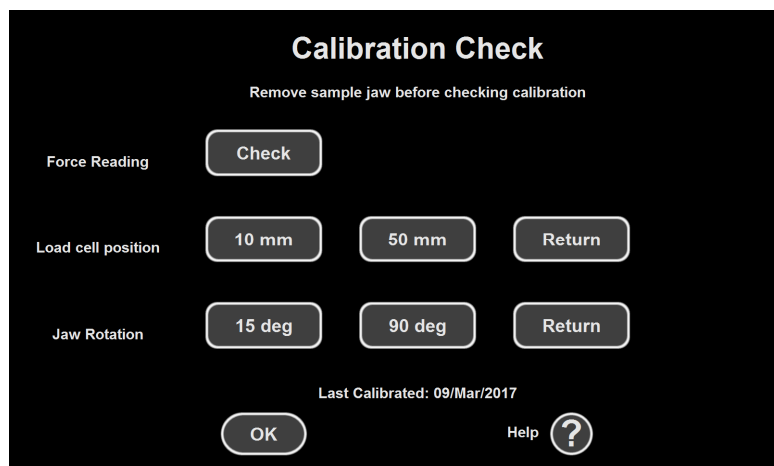 Calibration Check
Remove sample jaw before checking calibration
Force Reading Check
Load cell position 10 mm 50 mm Return
Jaw Rotation 15 deg 90 deg Return
Last Calibrated: 09/Mar/2017
OK Help ?